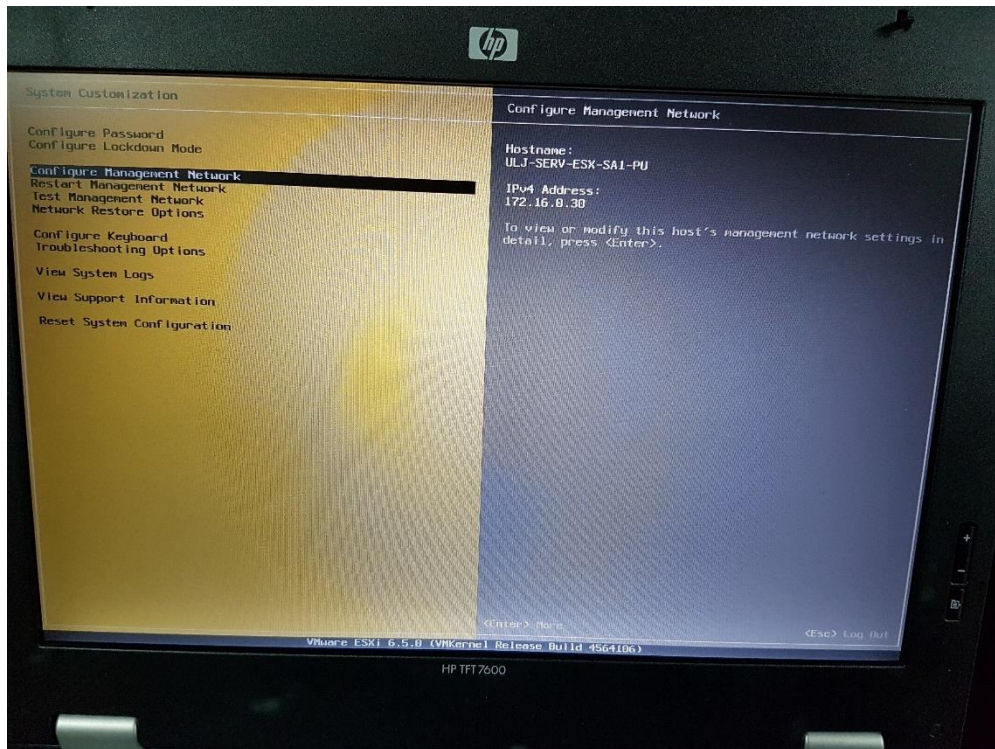 hp
System Customization
Configure Password
Configure Lockdown Mode
Configure Management Network
Restart Management Network
Test Management Network
Network Restore Options
Configure Keyboard
Troubleshooting Options
View System Logs
View Support Information
Reset System Configuration
Configure Management Network
Hostname:
ULJ-SERV-ESX-SA1-PU
IPv4 Address:
172.16.0.30
To view or modify this host's management network settings in
detail, press <Enter>.
<Enter> More
<Esc> Log Out
VMware ESXi 6.5.0 (VMKernel Release Build 4564106)
HP TFT7600
+
-